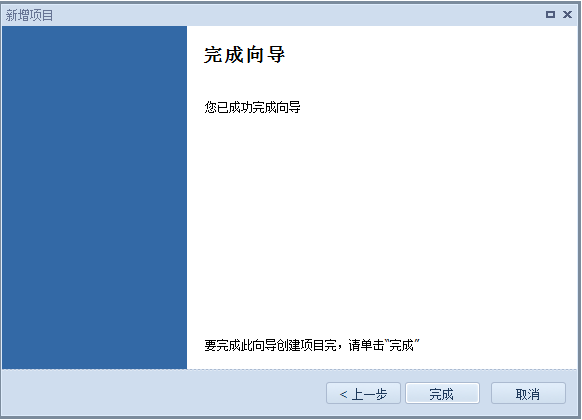 新增项目
完成向导
您已成功完成向导
要完成此向导创建项目完，请单击“完成”
< 上一步
完成
取消